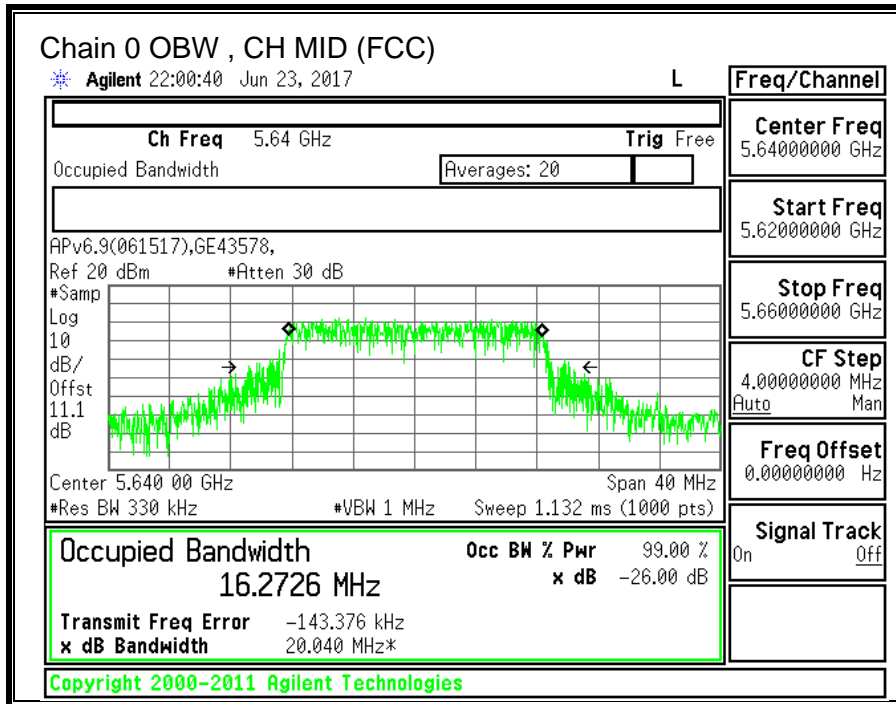 Chain 0 OBW , CH MID (FCC)
Agilent 22:00:40 Jun 23, 2017 L
Ch Freq 5.64 GHz Trig Free
Occupied Bandwidth Averages: 20
APv6.9(061517),GE43578,
Ref 20 dBm #Atten 30 dB
#Samp
Log
10
dB/
Offst
11.1
dB
Center 5.640 00 GHz Span 40 MHz
#Res BW 330 kHz #VBW 1 MHz Sweep 1.132 ms (1000 pts)
Occupied Bandwidth Occ BW % Pwr 99.00 %
16.2726 MHz x dB -26.00 dB
Transmit Freq Error -143.376 kHz
x dB Bandwidth 20.040 MHz*
Copyright 2000-2011 Agilent Technologies
Freq/Channel
Center Freq
5.64000000 GHz
Start Freq
5.62000000 GHz
Stop Freq
5.66000000 GHz
CF Step
4.00000000 MHz
Auto Man
Freq Offset
0.00000000 Hz
Signal Track
On Off